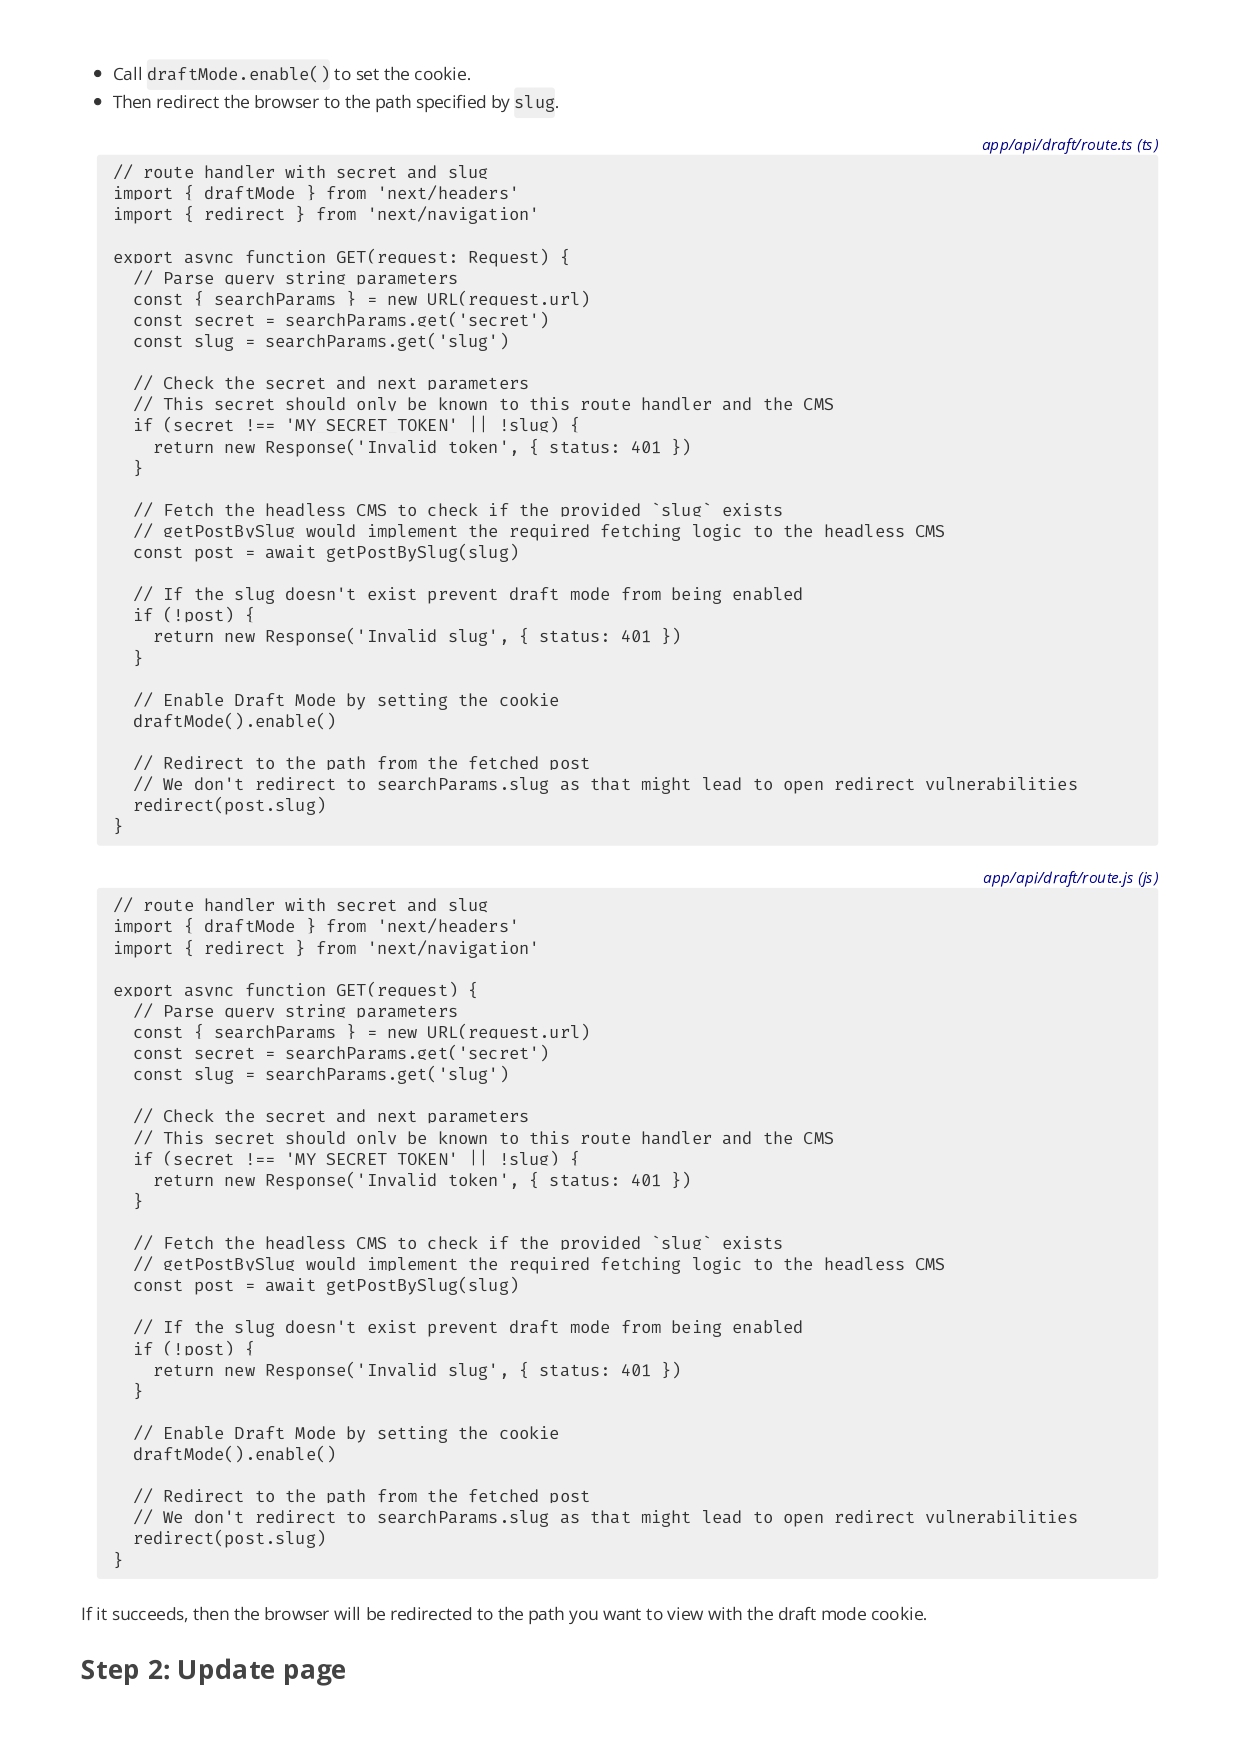 • Call draftMode.enable() to set the cookie.
• Then redirect the browser to the path specified by slug.
app/api/draft/route.ts (ts)
// route handler with secret and slug
import { draftMode } from 'next/headers'
import { redirect } from 'next/navigation'

export async function GET(request: Request) {
  // Parse query string parameters
  const { searchParams } = new URL(request.url)
  const secret = searchParams.get('secret')
  const slug = searchParams.get('slug')

  // Check the secret and next parameters
  // This secret should only be known to this route handler and the CMS
  if (secret !== 'MY SECRET TOKEN' || !slug) {
    return new Response('Invalid token', { status: 401 })
  }

  // Fetch the headless CMS to check if the provided `slug` exists
  // getPostBySlug would implement the required fetching logic to the headless CMS
  const post = await getPostBySlug(slug)

  // If the slug doesn't exist prevent draft mode from being enabled
  if (!post) {
    return new Response('Invalid slug', { status: 401 })
  }

  // Enable Draft Mode by setting the cookie
  draftMode().enable()

  // Redirect to the path from the fetched post
  // We don't redirect to searchParams.slug as that might lead to open redirect vulnerabilities
  redirect(post.slug)
}
app/api/draft/route.js (js)
// route handler with secret and slug
import { draftMode } from 'next/headers'
import { redirect } from 'next/navigation'

export async function GET(request) {
  // Parse query string parameters
  const { searchParams } = new URL(request.url)
  const secret = searchParams.get('secret')
  const slug = searchParams.get('slug')

  // Check the secret and next parameters
  // This secret should only be known to this route handler and the CMS
  if (secret !== 'MY SECRET TOKEN' || !slug) {
    return new Response('Invalid token', { status: 401 })
  }

  // Fetch the headless CMS to check if the provided `slug` exists
  // getPostBySlug would implement the required fetching logic to the headless CMS
  const post = await getPostBySlug(slug)

  // If the slug doesn't exist prevent draft mode from being enabled
  if (!post) {
    return new Response('Invalid slug', { status: 401 })
  }

  // Enable Draft Mode by setting the cookie
  draftMode().enable()

  // Redirect to the path from the fetched post
  // We don't redirect to searchParams.slug as that might lead to open redirect vulnerabilities
  redirect(post.slug)
}
If it succeeds, then the browser will be redirected to the path you want to view with the draft mode cookie.
Step 2: Update page